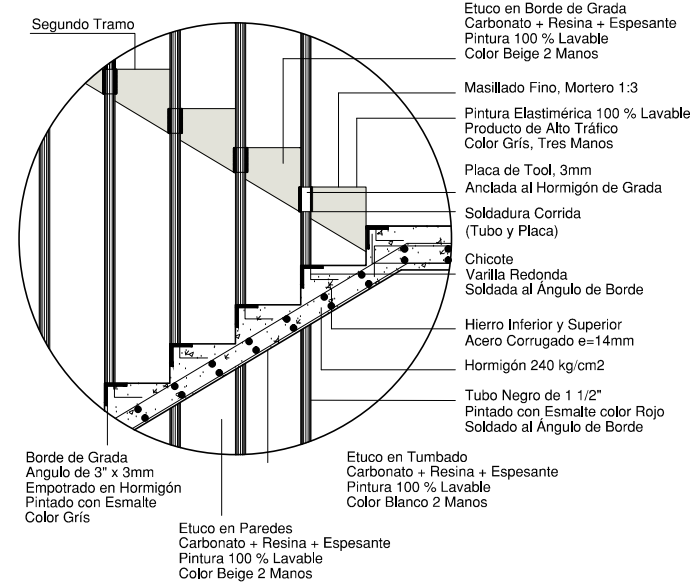 Segundo Tramo
Etuco en Borde de Grada
Carbonato + Resina + Espesante
Pintura 100 % Lavable
Color Beige 2 Manos
Masillado Fino, Mortero 1:3
Pintura Elastimérica 100 % Lavable
Producto de Alto Tráfico
Color Grís, Tres Manos
Placa de Tool, 3mm
Anclada al Hormigón de Grada
Soldadura Corrida
(Tubo y Placa)
Chicote
Varilla Redonda
Soldada al Ángulo de Borde
Hierro Inferior y Superior
Acero Corrugado e=14mm
Hormigón 240 kg/cm2
Tubo Negro de 1 1/2"
Pintado con Esmalte color Rojo
Soldado al Ángulo de Borde
Borde de Grada
Angulo de 3" x 3mm
Empotrado en Hormigón
Pintado con Esmalte
Color Grís
Etuco en Tumbado
Carbonato + Resina + Espesante
Pintura 100 % Lavable
Color Blanco 2 Manos
Etuco en Paredes
Carbonato + Resina + Espesante
Pintura 100 % Lavable
Color Beige 2 Manos